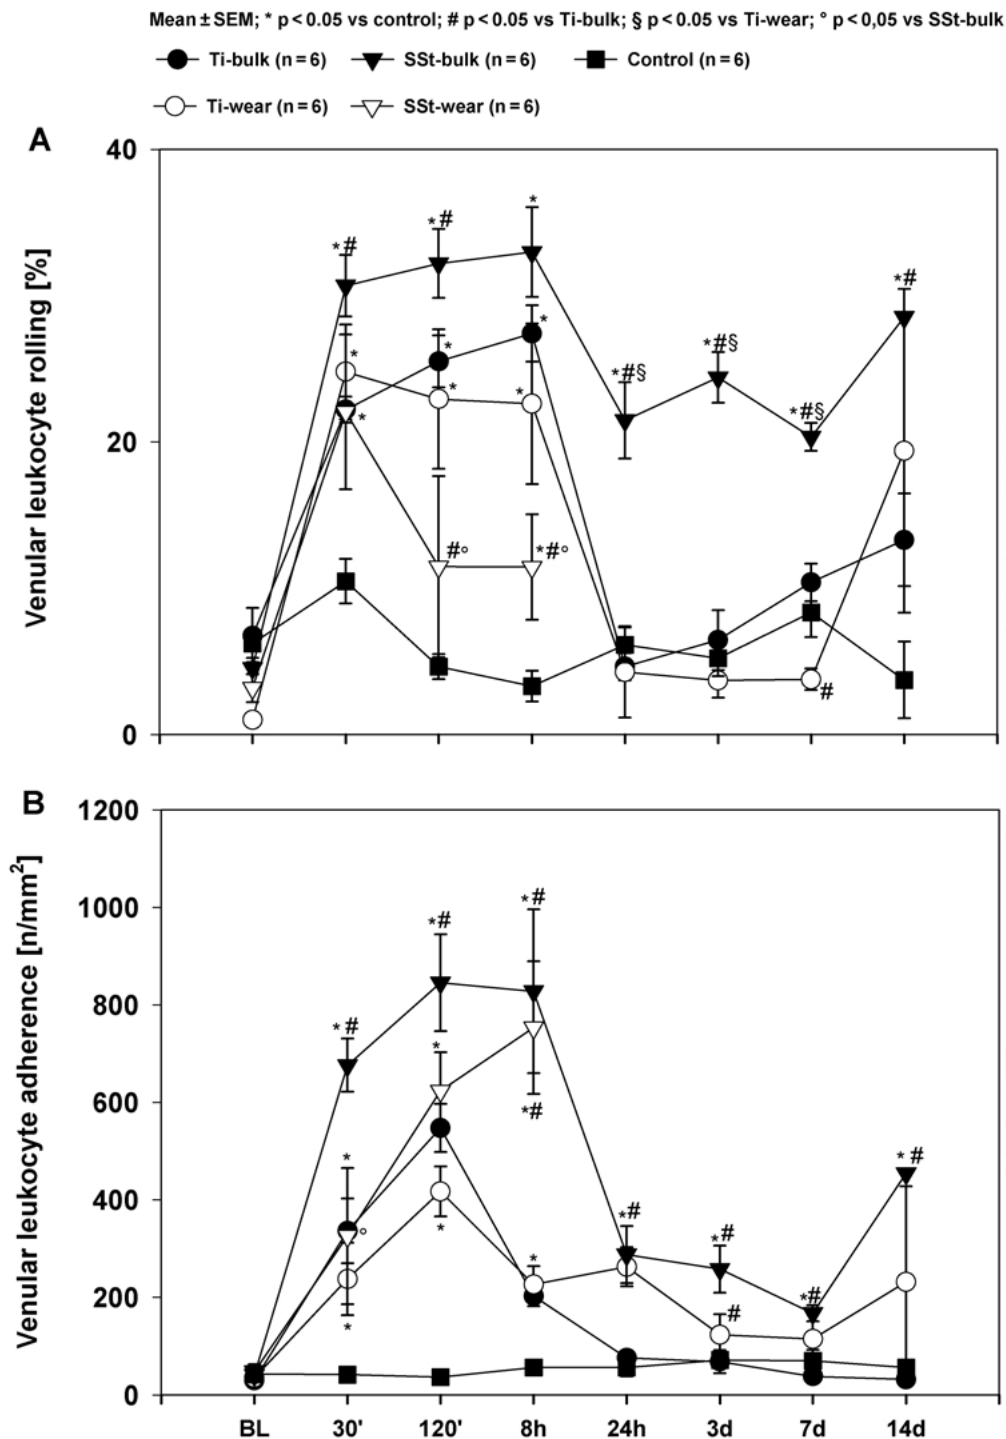 Mean ± SEM; * p < 0.05 vs control; # p < 0.05 vs Ti-bulk; § p < 0.05 vs Ti-wear; ° p < 0,05 vs SSt-bulk
Ti-bulk (n = 6) SSt-bulk (n = 6) Control (n = 6)
Ti-wear (n = 6) SSt-wear (n = 6)
A
Venular leukocyte rolling [%]
40
20
0
*# *# * * * * * * * #° *#° *#§ *#§ *#§ # *#
B
Venular leukocyte adherence [n/mm²]
1200
1000
800
600
400
200
0
*# *# *# * * *# * ° * * *# *# # *# *#
BL 30' 120' 8h 24h 3d 7d 14d